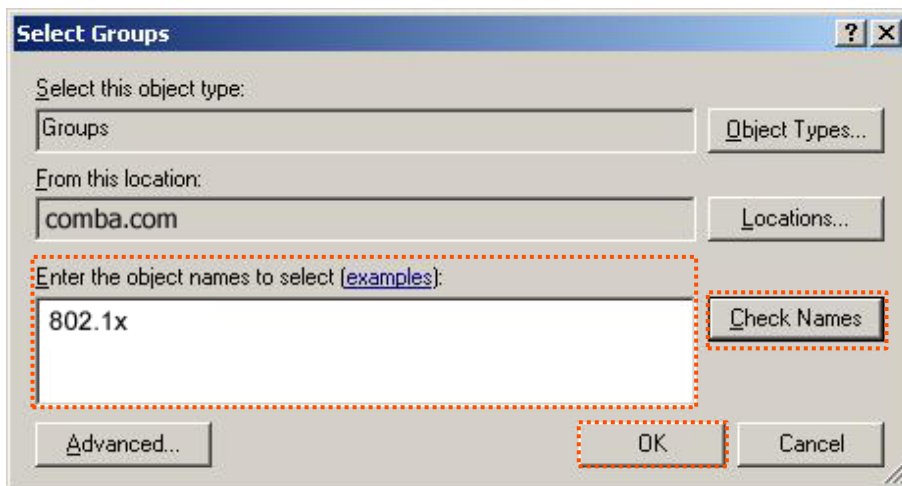 Select Groups
Select this object type:
Groups
Object Types...
From this location:
comba.com
Locations...
Enter the object names to select (examples):
802.1x
Check Names
Advanced...
OK
Cancel